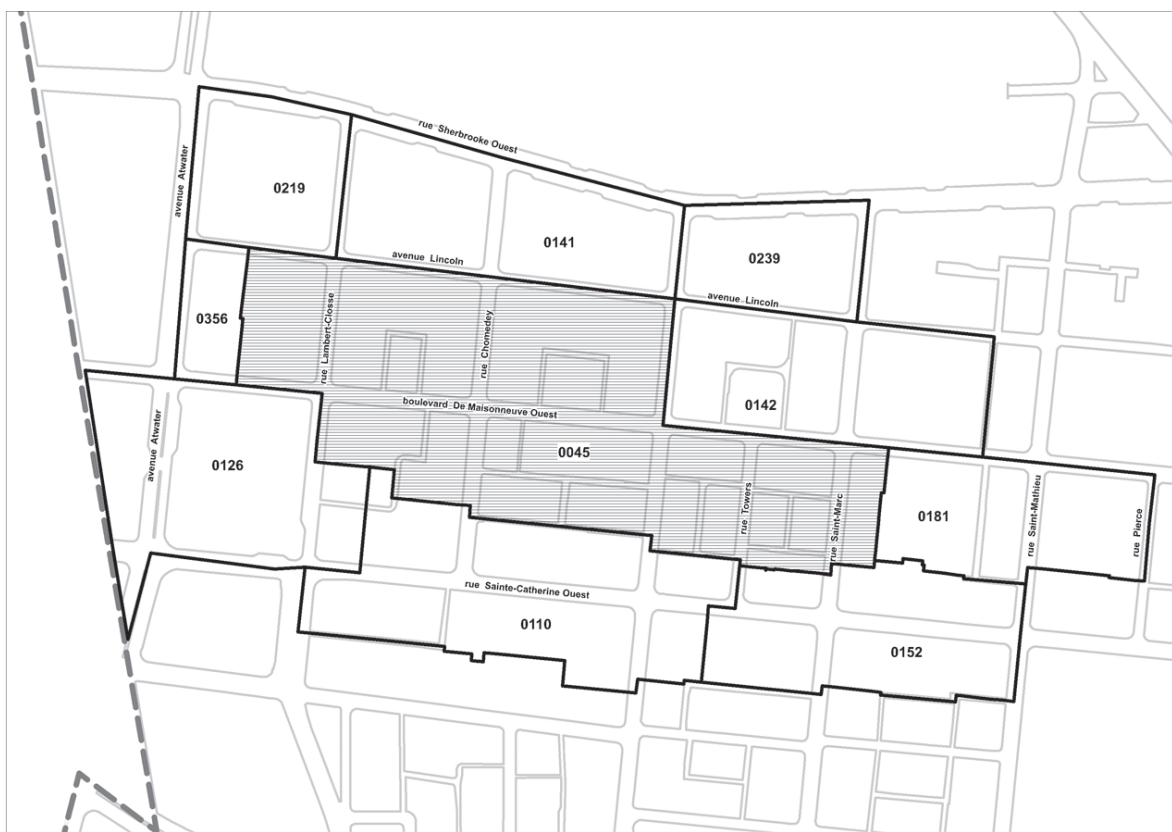 rue Sherbrooke Ouest
avenue Atwater
0219
0141
0239
avenue Lincoln
avenue Lincoln
0356
rue Lambert-Closse
rue Chomedey
boulevard De Maisonneuve Ouest
0142
avenue Atwater
0126
0045
rue Towers
rue Saint-Marc
0181
rue Saint-Mathieu
rue Pierce
rue Sainte-Catherine Ouest
0110
0152